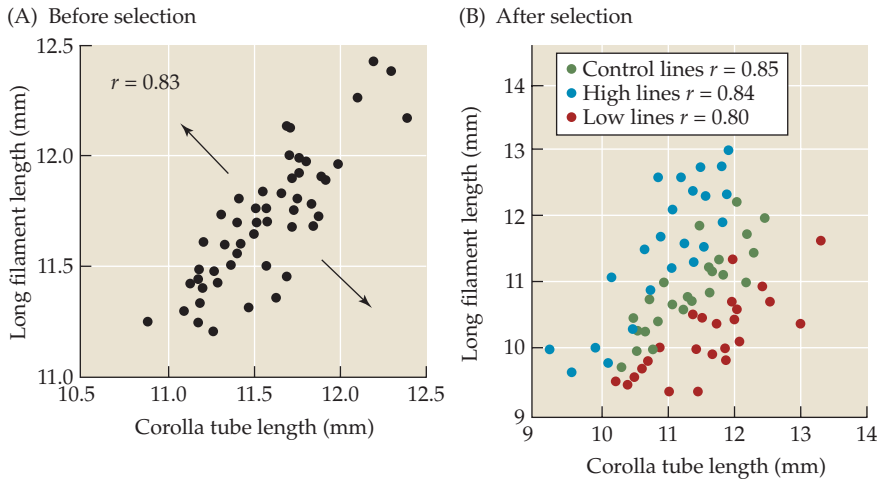 (A) Before selection
12.5
12.0
11.5
11.0
10.5 11.0 11.5 12.0 12.5
Long filament length (mm)
Corolla tube length (mm)
r = 0.83
(B) After selection
14
13
12
11
10
9
9 10 11 12 13 14
Long filament length (mm)
Corolla tube length (mm)
Control lines r = 0.85
High lines r = 0.84
Low lines r = 0.80